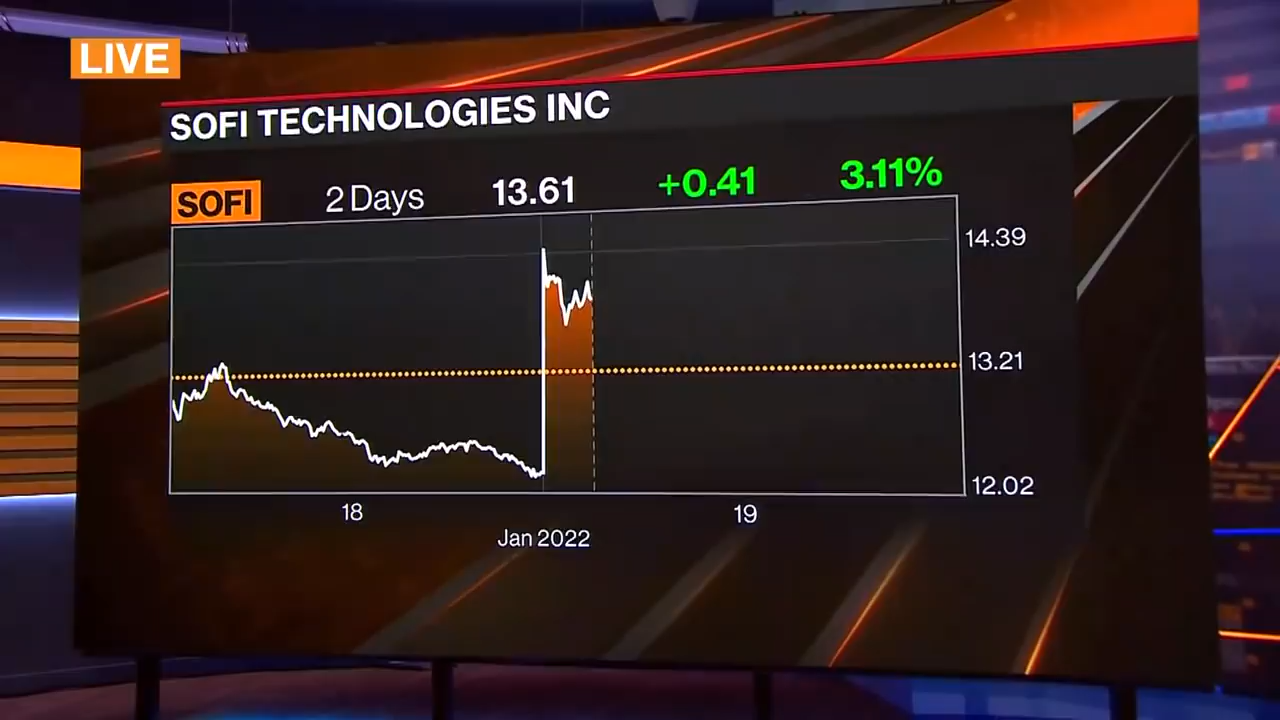 LIVE
SOFI TECHNOLOGIES INC
SOFI 2 Days 13.61 +0.41 3.11%
14.39
13.21
12.02
18 19
Jan 2022